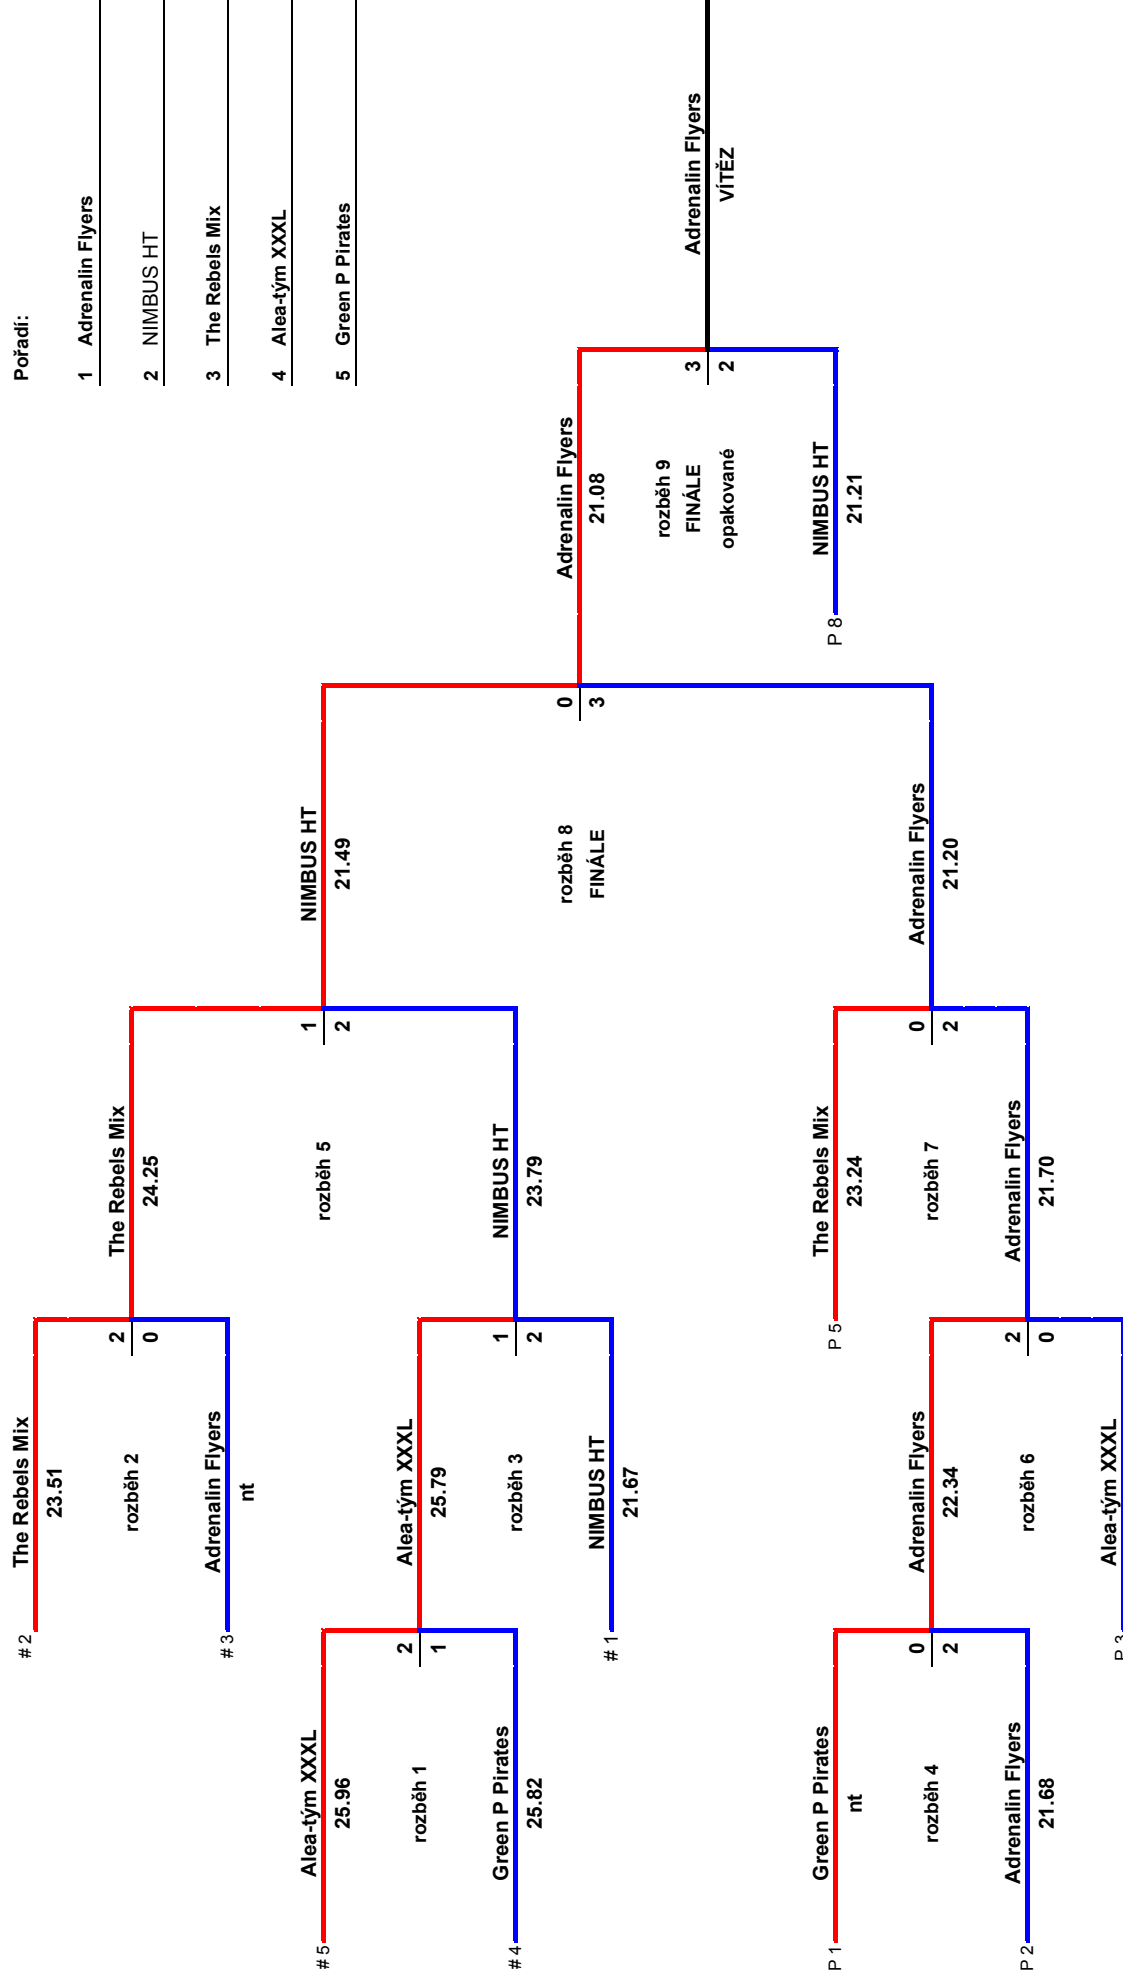 Pořadí:
1 Adrenalin Flyers
2 NIMBUS HT
3 The Rebels Mix
4 Alea-tým XXXL
5 Green P Pirates
# 2
The Rebels Mix
23.51
rozběh 2
2
0
Adrenalin Flyers
nt
# 3
# 5
Alea-tým XXXL
25.96
rozběh 1
2
1
Green P Pirates
25.82
# 4
Alea-tým XXXL
25.79
rozběh 3
1
2
NIMBUS HT
21.67
# 1
The Rebels Mix
24.25
rozběh 5
1
2
NIMBUS HT
23.79
P 1
Green P Pirates
nt
rozběh 4
0
2
Adrenalin Flyers
21.68
P 2
Adrenalin Flyers
22.34
rozběh 6
2
0
Alea-tým XXXL
P 3
P 5
The Rebels Mix
23.24
rozběh 7
0
2
Adrenalin Flyers
21.70
NIMBUS HT
21.49
rozběh 8
FINÁLE
0
3
Adrenalin Flyers
21.20
Adrenalin Flyers
21.08
rozběh 9
FINÁLE
opakované
3
2
NIMBUS HT
21.21
P 8
Adrenalin Flyers
VÍTĚZ